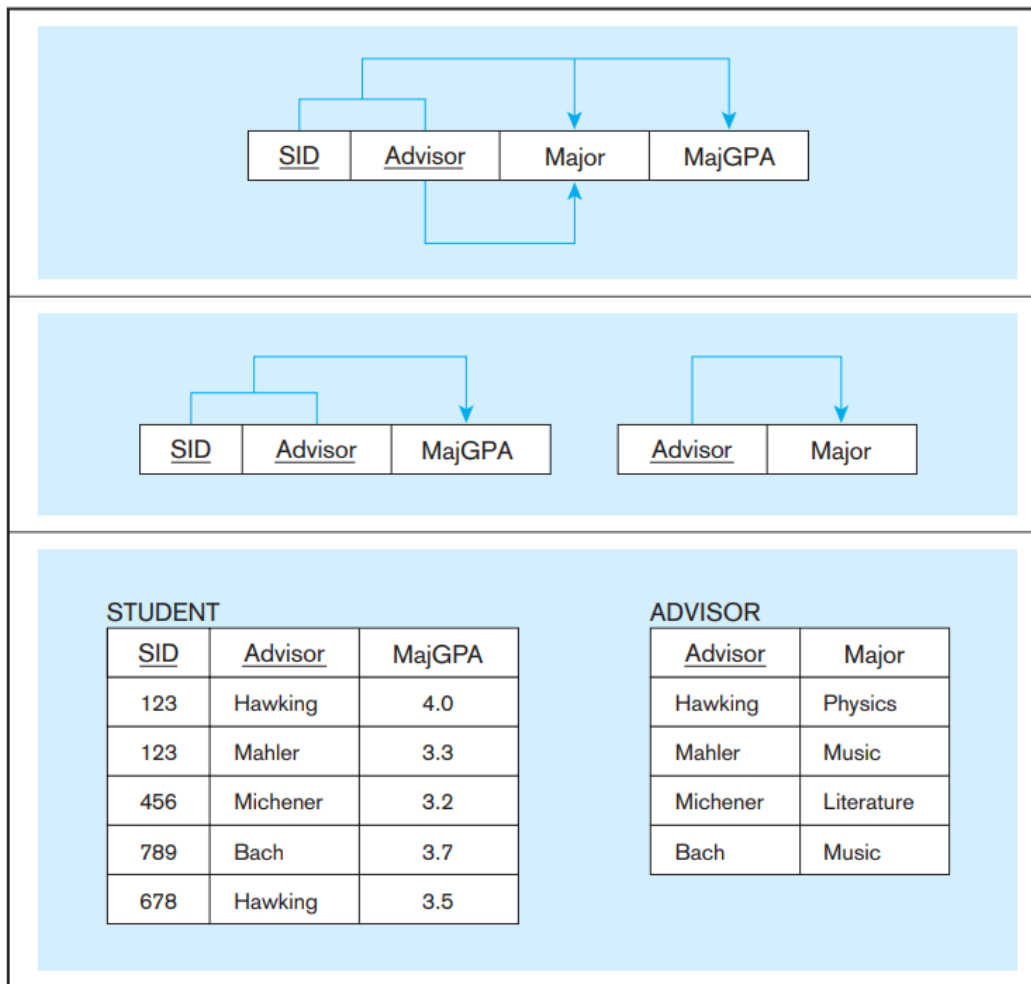 SID Advisor Major MajGPA
SID Advisor MajGPA Advisor Major
STUDENT
SID Advisor MajGPA
123 Hawking 4.0
123 Mahler 3.3
456 Michener 3.2
789 Bach 3.7
678 Hawking 3.5
ADVISOR
Advisor Major
Hawking Physics
Mahler Music
Michener Literature
Bach Music